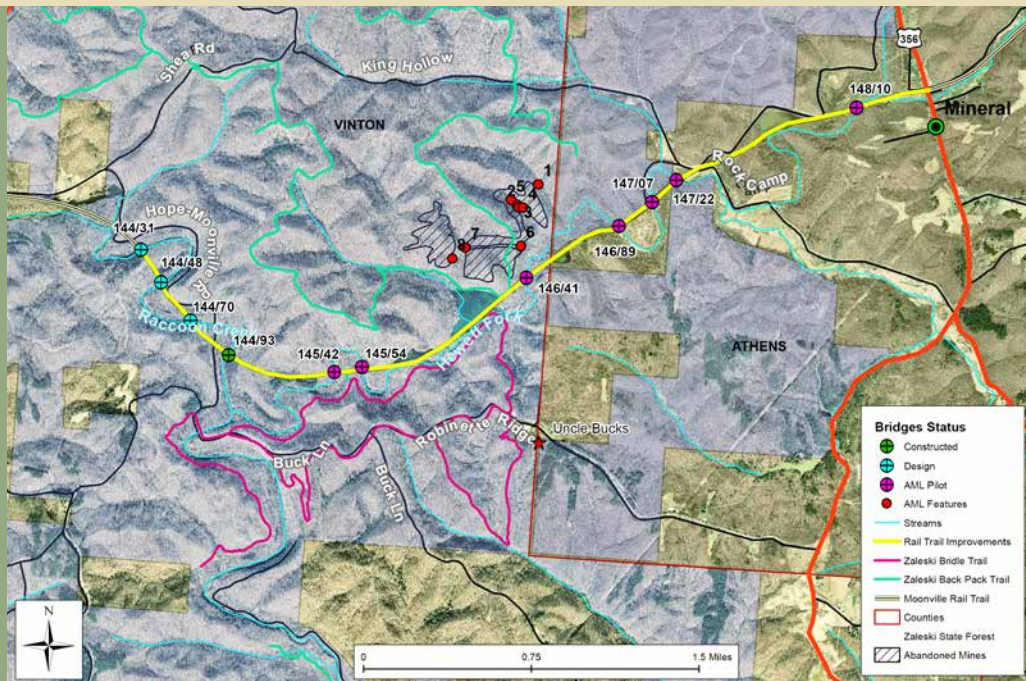 356
King Hollow
Shea Rd
148/10
Mineral
VINTON
Rock Camp
1
5
2
4
3
147/07
147/22
Hope-Moonville Rd
144/31
7
6
8
146/89
144/48
146/41
144/70
Raccoon Creek
Hewett Fork
144/93
145/42
145/54
ATHENS
Robinette Ridge
Uncle Bucks
Buck Ln
Buck Ln
Bridges Status
Constructed
Design
AML Pilot
AML Features
Streams
Rail Trail Improvements
Zaleski Bridle Trail
Zaleski Back Pack Trail
Moonville Rail Trail
Counties
Zaleski State Forest
Abandoned Mines
N
0
0.75
1.5 Miles